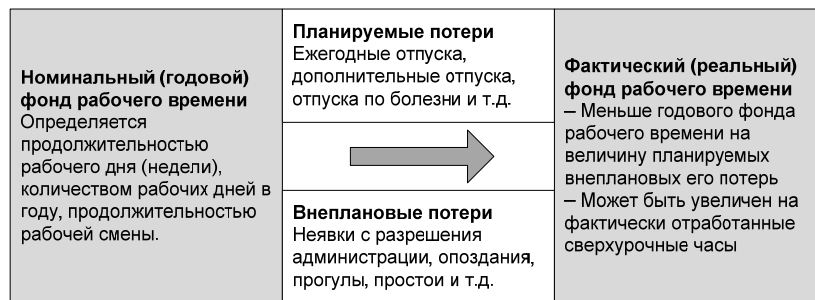 Номинальный (годовой)
фонд рабочего времени
Определяется
продолжительностью
рабочего дня (недели),
количеством рабочих дней в
году, продолжительностью
рабочей смены.
Планируемые потери
Ежегодные отпуска,
дополнительные отпуска,
отпуска по болезни и т.д.
Внеплановые потери
Неявки с разрешения
администрации, опоздания,
прогулы, простои и т.д.
Фактический (реальный)
фонд рабочего времени
– Меньше годового фонда
рабочего времени на
величину планируемых
внеплановых его потерь
– Может быть увеличен на
фактически отработанные
сверхурочные часы